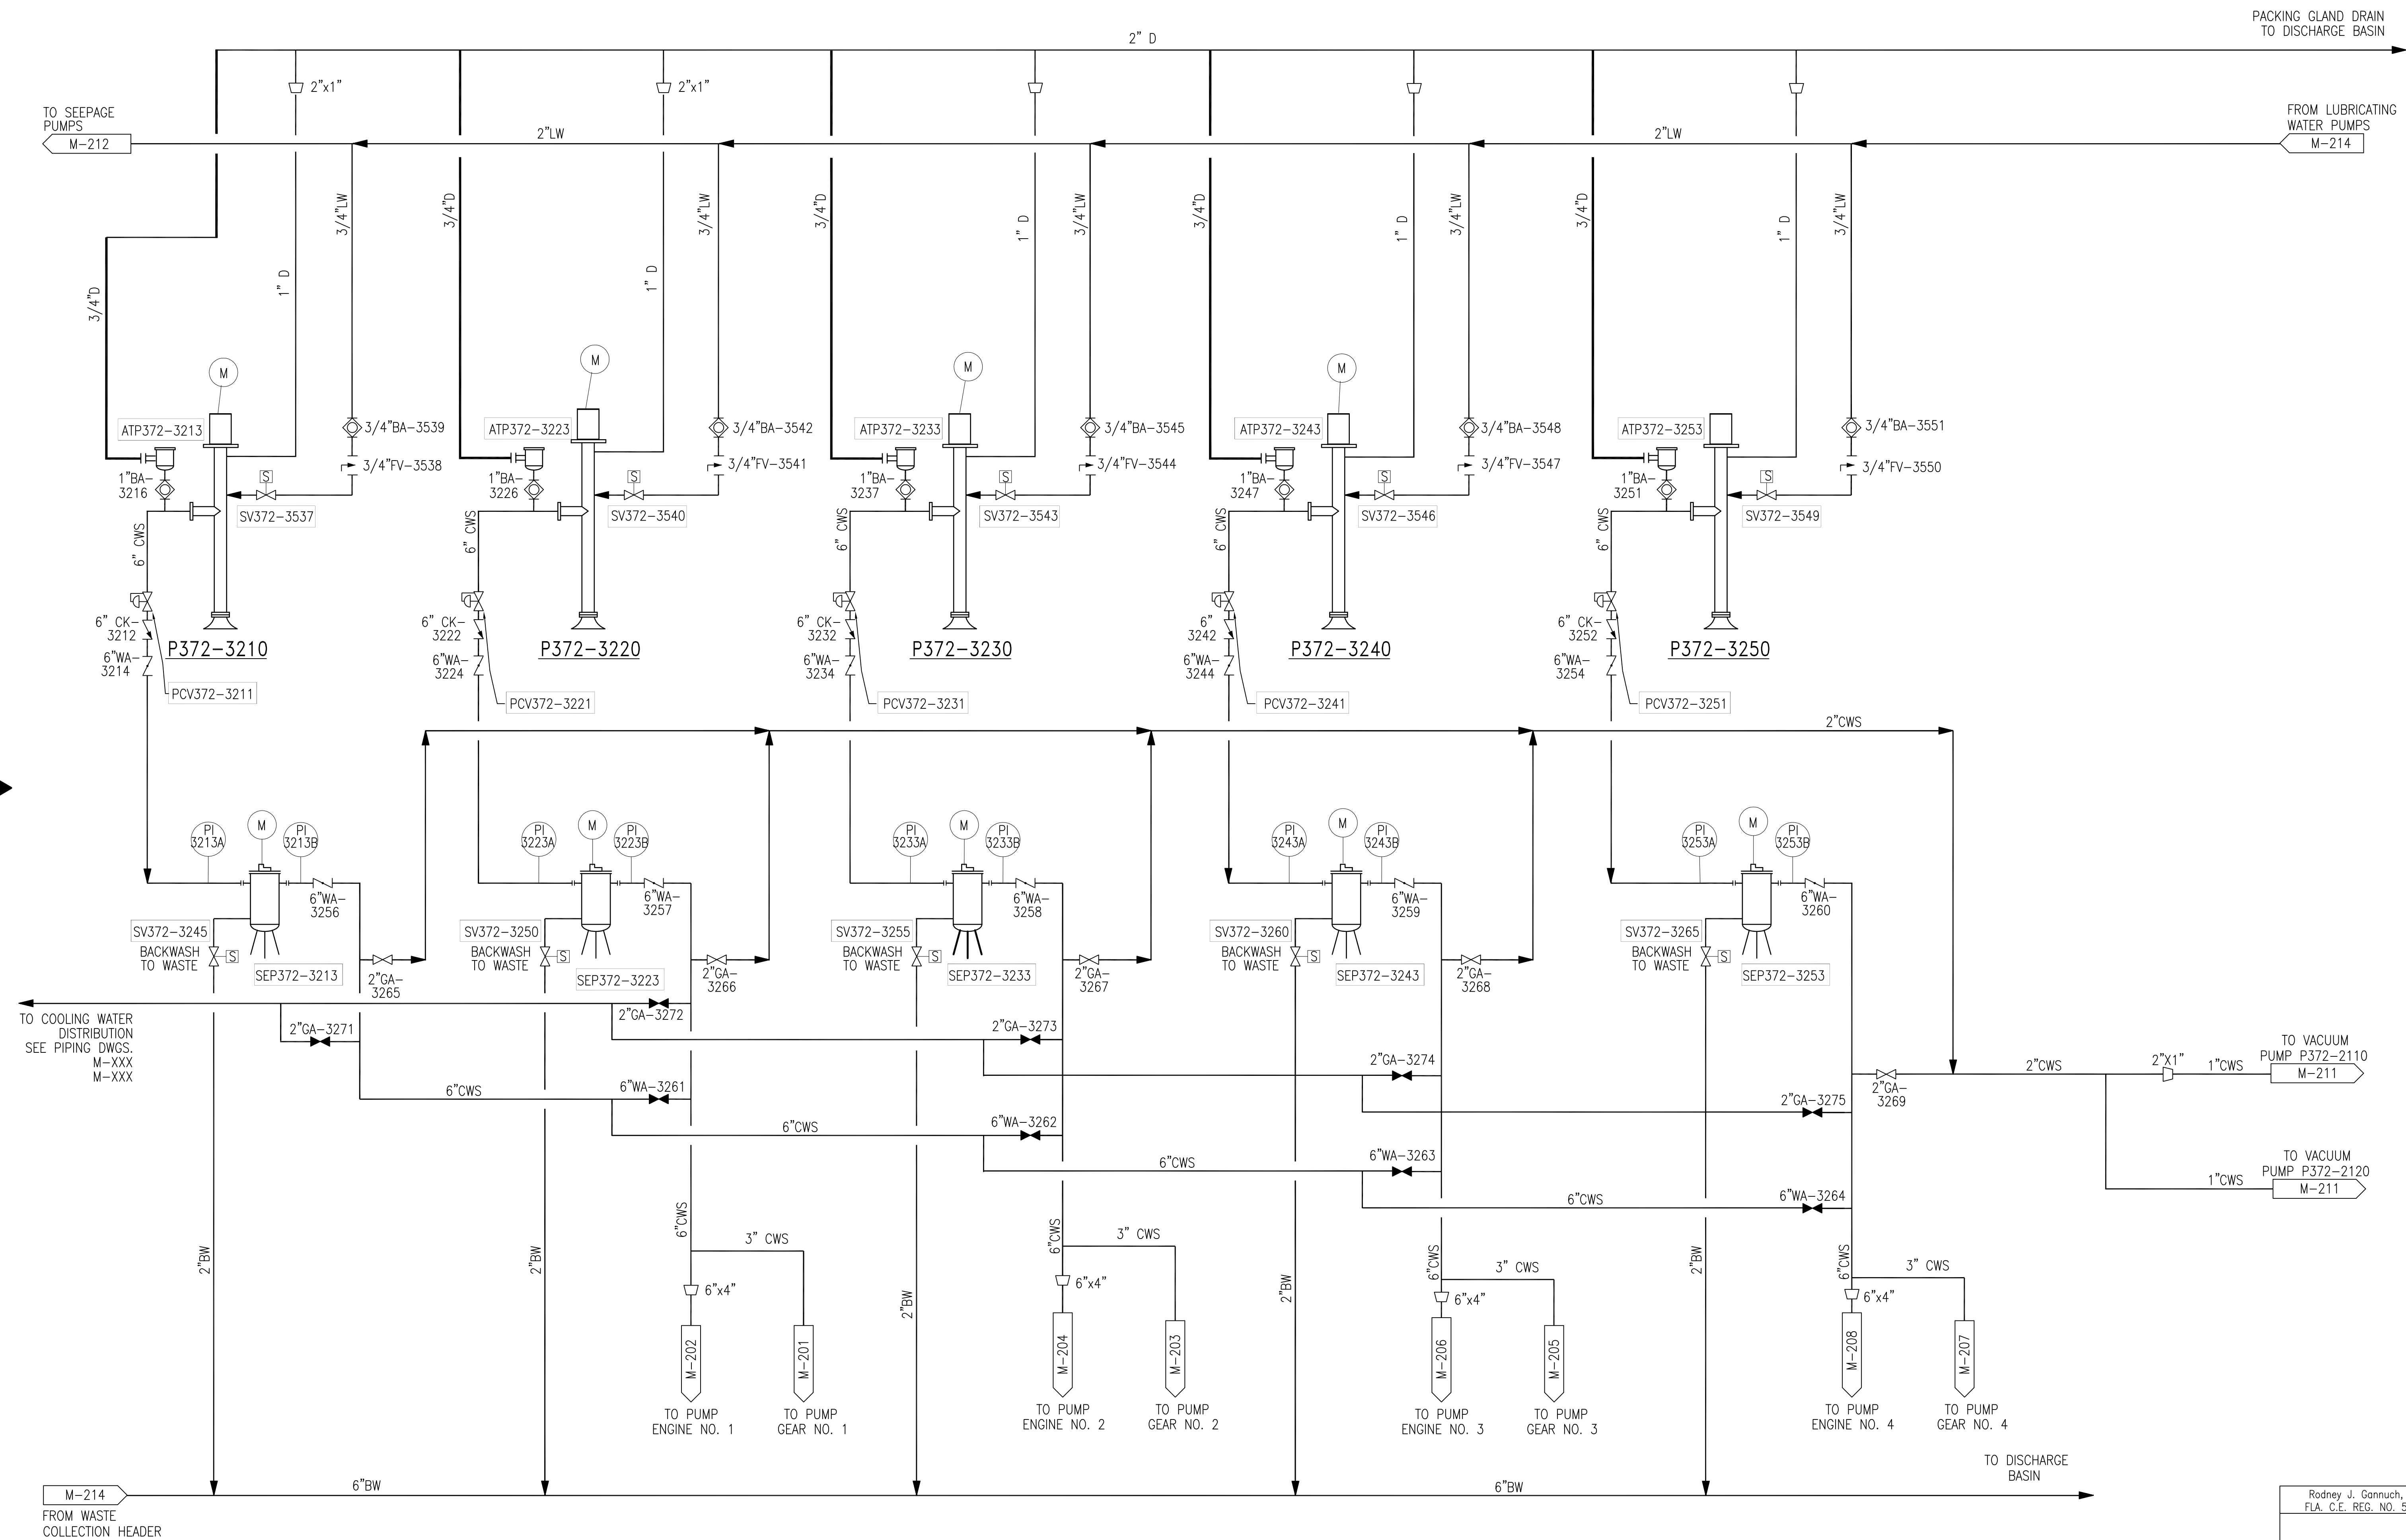 PACKING GLAND DRAIN
TO DISCHARGE BASIN
2" D
2"x1"
2"x1"
TO SEEPAGE
PUMPS
M-212
2"LW
2"LW
FROM LUBRICATING
WATER PUMPS
M-214
3/4"D
1" D
3/4"LW
3/4"D
1" D
3/4"LW
3/4"D
1" D
3/4"LW
3/4"D
1" D
3/4"LW
3/4"D
1" D
3/4"LW
M
M
M
M
ATP372-3213
3/4"BA-3539
3/4"FV-3538
1"BA-
3216
S
SV372-3537
6" CWS
6" CK-
3212
6"WA-
3214
P372-3210
PCV372-3211
ATP372-3223
3/4"BA-3542
3/4"FV-3541
1"BA-
3226
S
SV372-3540
6" CWS
6" CK-
3222
6"WA-
3224
P372-3220
PCV372-3221
ATP372-3233
3/4"BA-3545
3/4"FV-3544
1"BA-
3237
S
SV372-3543
6" CWS
6" CK-
3232
6"WA-
3234
P372-3230
PCV372-3231
ATP372-3243
3/4"BA-3548
3/4"FV-3547
1"BA-
3247
S
SV372-3546
6" CWS
6"
3242
6"WA-
3244
P372-3240
PCV372-3241
ATP372-3253
3/4"BA-3551
3/4"FV-3550
1"BA-
3251
S
SV372-3549
6" CWS
6" CK-
3252
6"WA-
3254
P372-3250
PCV372-3251
2"CWS
PI
3213A
M
PI
3213B
6"WA-
3256
SV372-3245
BACKWASH
TO WASTE
S
SEP372-3213
2"GA-
3265
PI
3223A
M
PI
3223B
6"WA-
3257
SV372-3250
BACKWASH
TO WASTE
S
SEP372-3223
2"GA-
3266
PI
3233A
M
PI
3233B
6"WA-
3258
SV372-3255
BACKWASH
TO WASTE
S
SEP372-3233
2"GA-
3267
PI
3243A
M
PI
3243B
6"WA-
3259
SV372-3260
BACKWASH
TO WASTE
S
SEP372-3243
2"GA-
3268
PI
3253A
M
PI
3253B
6"WA-
3260
SV372-3265
BACKWASH
TO WASTE
S
SEP372-3253
TO COOLING WATER
DISTRIBUTION
SEE PIPING DWGS.
M-XXX
M-XXX
2"GA-3271
2"GA-3272
2"GA-3273
2"GA-3274
2"GA-3275
2"GA-
3269
2"CWS
2"X1"
1"CWS
TO VACUUM
PUMP P372-2110
M-211
6"CWS
6"WA-3261
6"CWS
6"WA-3262
6"CWS
6"WA-3263
6"CWS
6"WA-3264
1"CWS
TO VACUUM
PUMP P372-2120
M-211
2"BW
2"BW
2"BW
2"BW
2"BW
6"CWS
3" CWS
6"x4"
M-202
M-201
TO PUMP
ENGINE NO. 1
TO PUMP
GEAR NO. 1
6"CWS
3" CWS
6"x4"
M-204
M-203
TO PUMP
ENGINE NO. 2
TO PUMP
GEAR NO. 2
6"CWS
3" CWS
6"x4"
M-206
M-205
TO PUMP
ENGINE NO. 3
TO PUMP
GEAR NO. 3
6"CWS
3" CWS
6"x4"
M-208
M-207
TO PUMP
ENGINE NO. 4
TO PUMP
GEAR NO. 4
TO DISCHARGE
BASIN
M-214
FROM WASTE
COLLECTION HEADER
6"BW
6"BW
Rodney J. Gannuch,
FLA. C.E. REG. NO. 5